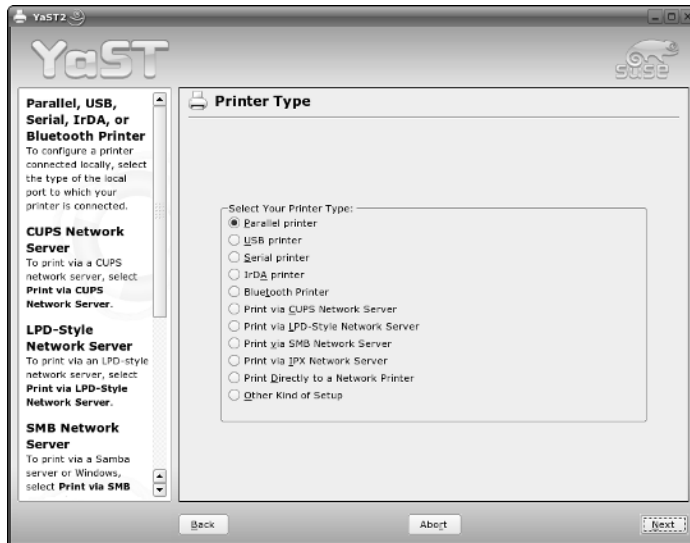 YaST2
YaST
SUSE
Parallel, USB,
Serial, IrDA, or
Bluetooth Printer
To configure a printer
connected locally, select
the type of the local
port to which your
printer is connected.
CUPS Network
Server
To print via a CUPS
network server, select
Print via CUPS
Network Server.
LPD-Style
Network Server
To print via an LPD-style
network server, select
Print via LPD-Style
Network Server.
SMB Network
Server
To print via a Samba
server or Windows,
select Print via SMB
Printer Type
Select Your Printer Type:
Parallel printer
USB printer
Serial printer
IrDA printer
Bluetooth Printer
Print via CUPS Network Server
Print via LPD-Style Network Server
Print via SMB Network Server
Print via IPX Network Server
Print Directly to a Network Printer
Other Kind of Setup
Back
Abort
Next